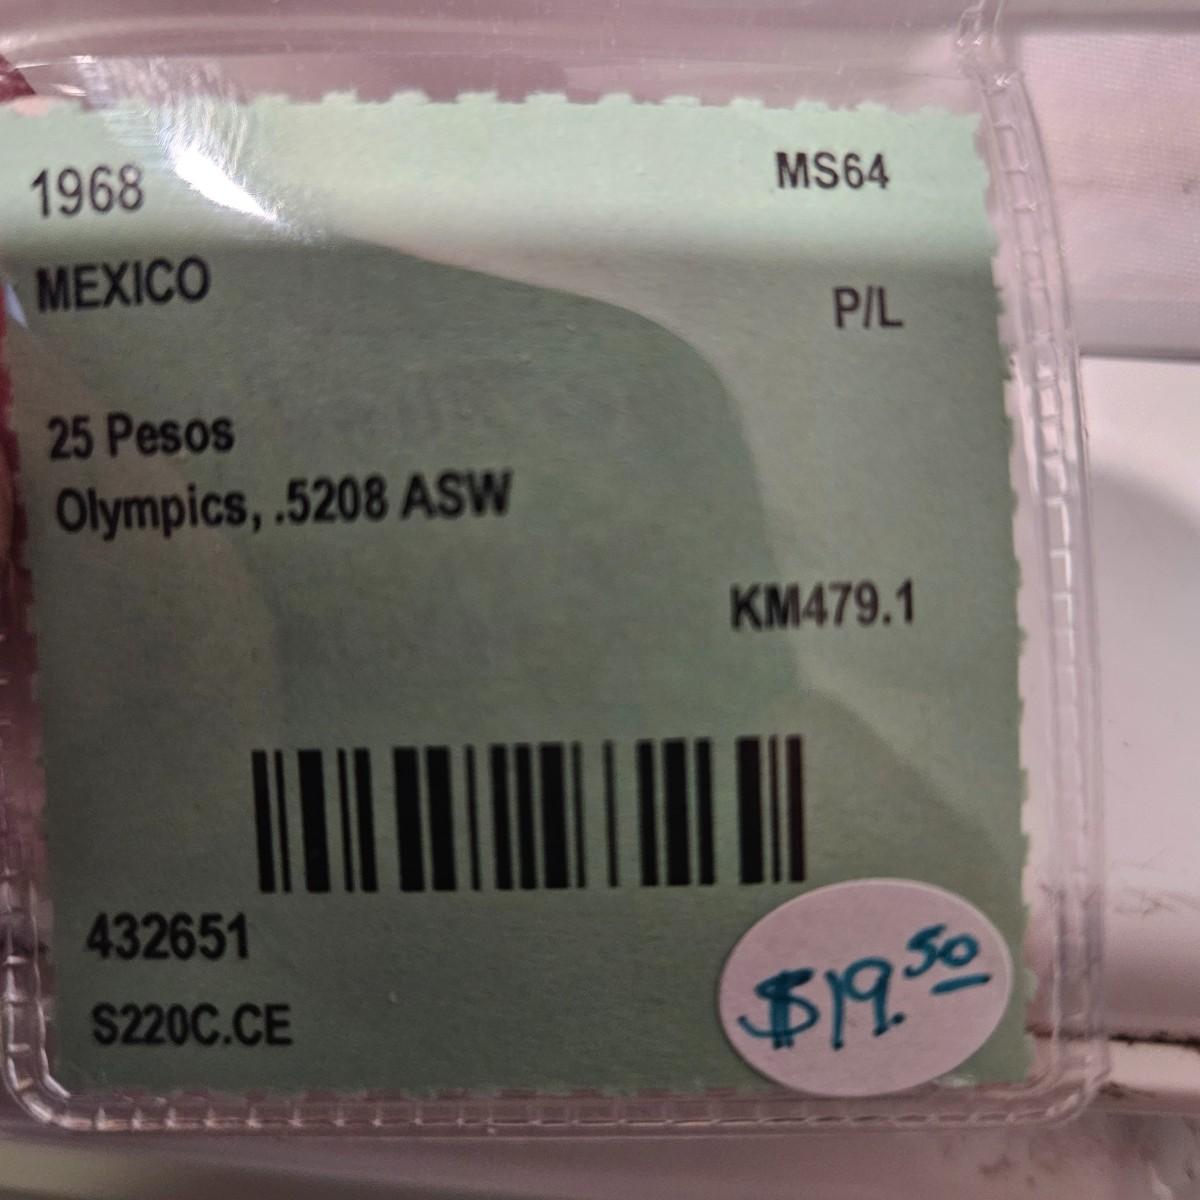 1968
MS64
MEXICO
P/L
25 Pesos
Olympics, .5208 ASW
KM479.1
432651
S220C.CE
$19.50